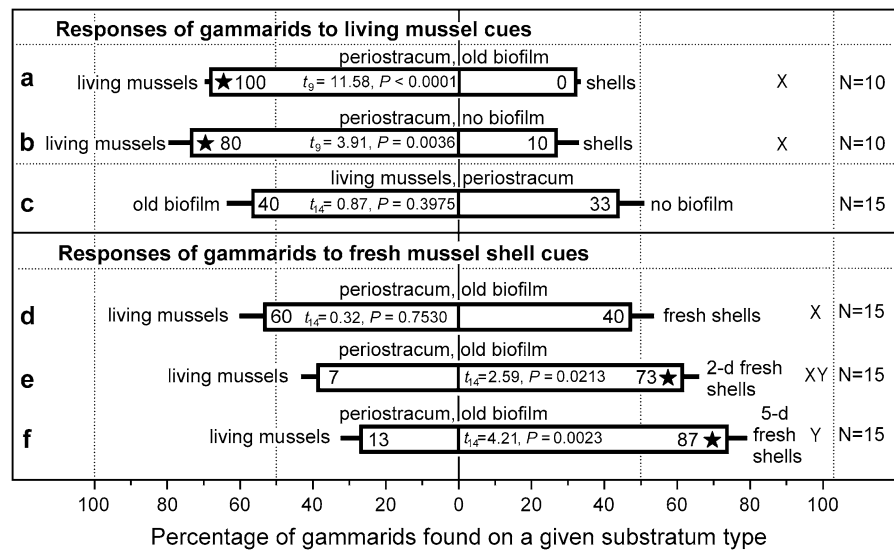 Responses of gammarids to living mussel cues
periostracum, old biofilm
a living mussels ★ 100 t₉ = 11.58, P < 0.0001 0 shells X N=10
periostracum, no biofilm
b living mussels ★ 80 t₉ = 3.91, P = 0.0036 10 shells X N=10
living mussels, periostracum
c old biofilm 40 t₁₄= 0.87, P = 0.3975 33 no biofilm N=15
Responses of gammarids to fresh mussel shell cues
periostracum, old biofilm
d living mussels 60 t₁₄= 0.32, P = 0.7530 40 fresh shells X N=15
periostracum, old biofilm
e living mussels 7 t₁₄=2.59, P = 0.0213 73 ★ 2-d fresh
shells XY N=15
periostracum, old biofilm
f living mussels 13 t₁₄=4.21, P = 0.0023 87 ★ 5-d
fresh
shells Y N=15
100 80 60 40 20 0 20 40 60 80 100
Percentage of gammarids found on a given substratum type